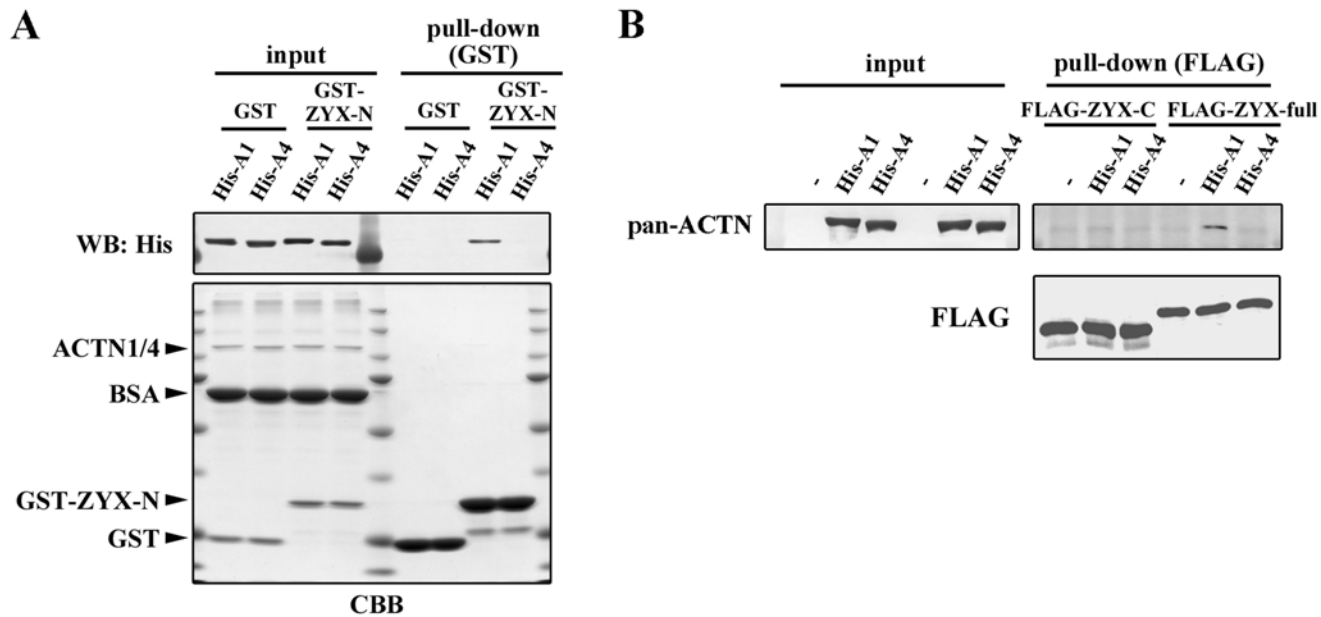 A
input
pull-down
(GST)
GST
GST-
ZYX-N
GST
GST-
ZYX-N
His-A1
His-A4
His-A1
His-A4
His-A1
His-A4
His-A1
His-A4
WB: His
ACTN1/4
BSA
GST-ZYX-N
GST
CBB
B
input
pull-down (FLAG)
FLAG-ZYX-C
FLAG-ZYX-full
-
His-A1
His-A4
-
His-A1
His-A4
-
His-A1
His-A4
-
His-A1
His-A4
pan-ACTN
FLAG